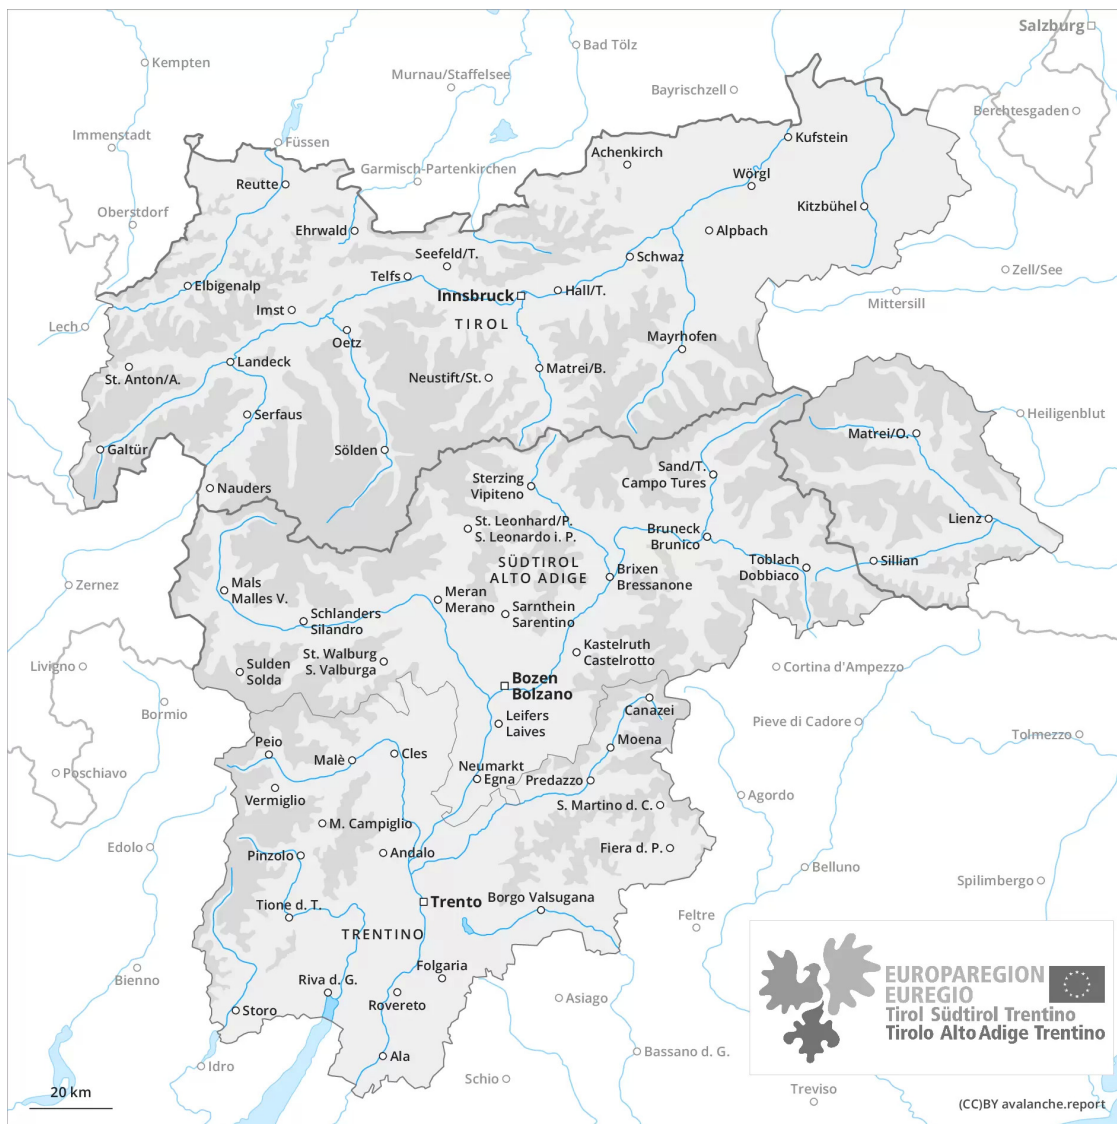 Salzburg
Bad Tölz
Kempten
Murnau/Staffelsee
Bayrischzell
Berchtesgaden
Immenstadt
Füssen
Kufstein
Achenkirch
Garmisch-Partenkirchen
Wörgl
Reutte
Kitzbühel
Oberstdorf
Ehrwald
Alpbach
Seefeld/T.
Schwaz
Zell/See
Telfs
Elbigenalp
Innsbruck
Hall/T.
Mittersill
Imst
TIROL
Lech
Oetz
Mayrhofen
Landeck
Matrei/B.
St. Anton/A.
Neustift/St.
Serfaus
Heiligenblut
Matrei/O.
Galtür
Sölden
Sand/T.
Campo Tures
Sterzing
Vipiteno
Nauders
St. Leonhard/P.
S. Leonardo i. P.
Lienz
Bruneck
Brunico
SÜDTIROL
ALTO ADIGE
Toblach
Dobbiaco
Sillian
Brixen
Bressanone
Zernez
Mals
Malles V.
Meran
Merano
Sarnthein
Sarentino
Schlanders
Silandro
Kastelruth
Castelrotto
St. Walburg
S. Valburga
Livigno
Sulden
Solda
Cortina d'Ampezzo
Bozen
Bolzano
Canazei
Bormio
Leifers
Laives
Pieve di Cadore
Tolmezzo
Moena
Peio
Cles
Malè
Neumarkt
Egna
Predazzo
Poschiavo
Vermiglio
Agordo
S. Martino d. C.
M. Campiglio
Edolo
Fiera d. P.
Andalo
Pinzolo
Belluno
Spilimbergo
Borgo Valsugana
Trento
Tione d. T.
Feltre
TRENTINO
Folgaria
Bienno
Riva d. G.
Rovereto
Asiago
Storo
EUROPAREGION
EUREGIO
Tirol Südtirol Trentino
Tirolo Alto Adige Trentino
Ala
Bassano d. G.
Idro
Schio
Treviso
20 km
(CC)BY avalanche.report